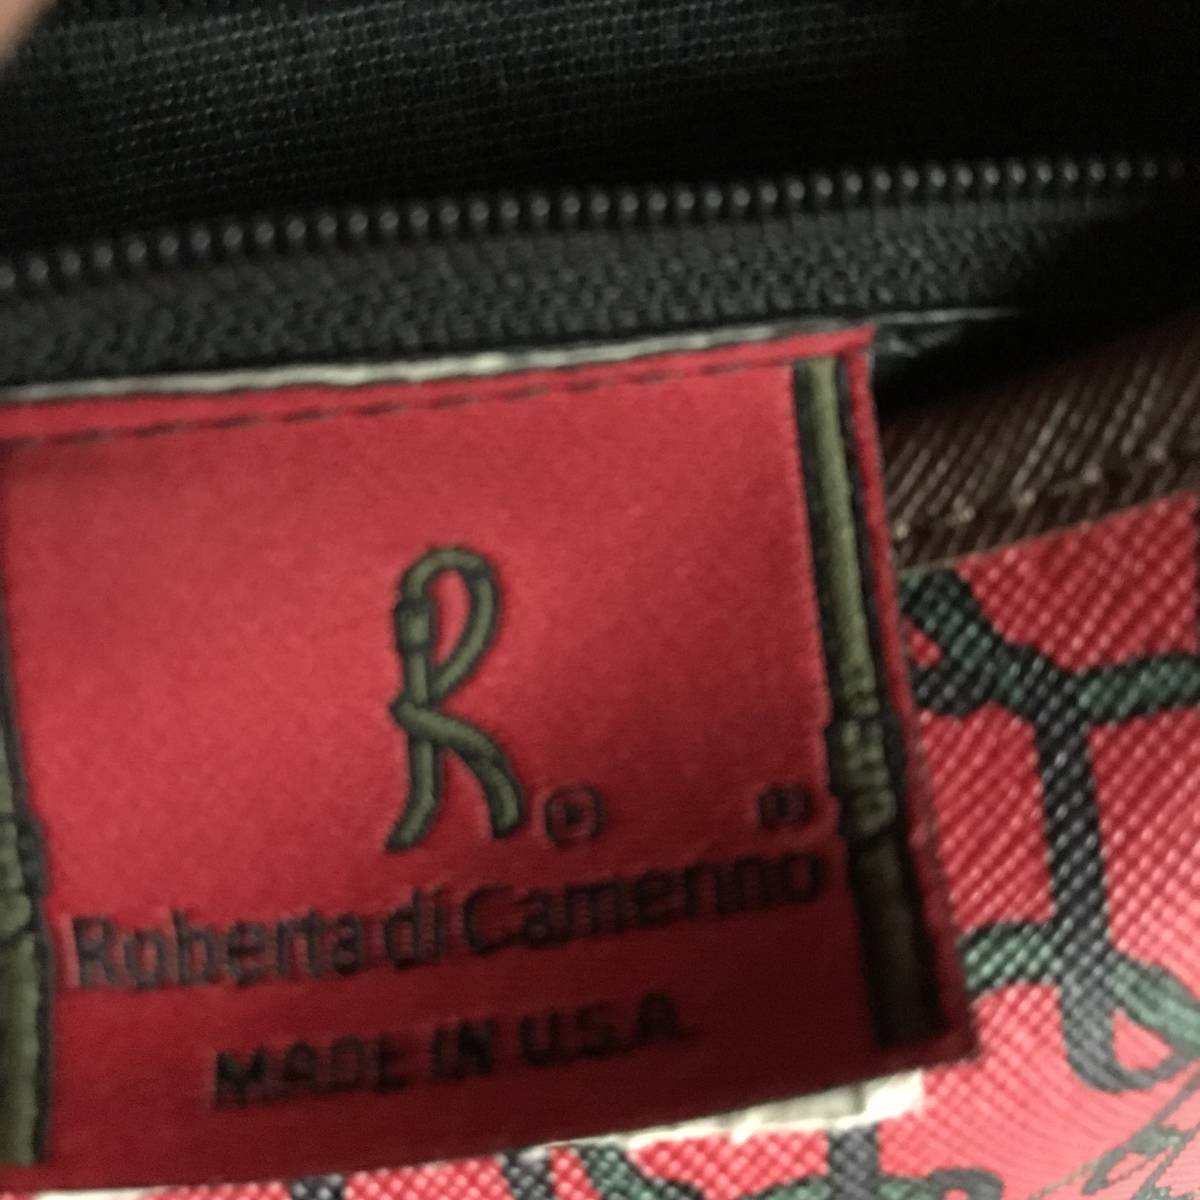 R ®
®
Roberta di Camerino
MADE IN U.S.A.